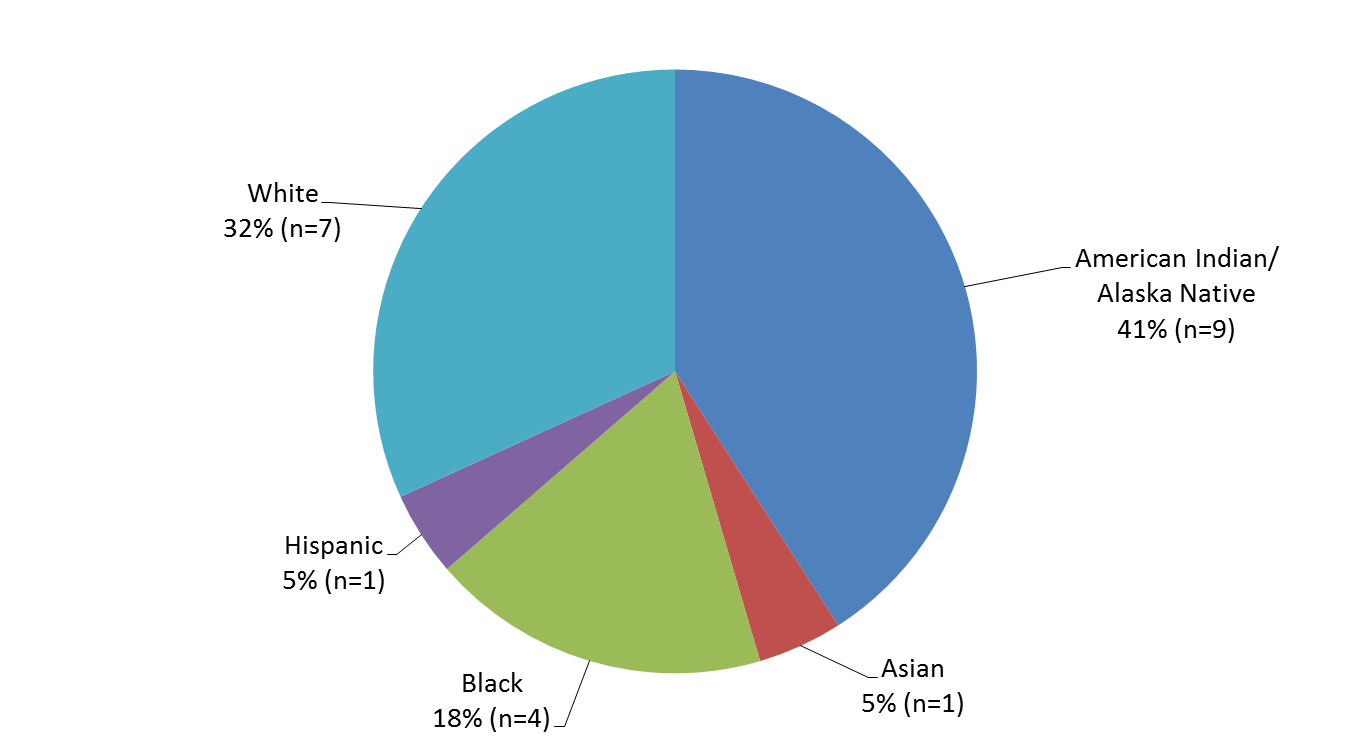 White
32% (n=7)
American Indian/
Alaska Native
41% (n=9)
Hispanic
5% (n=1)
Asian
5% (n=1)
Black
18% (n=4)